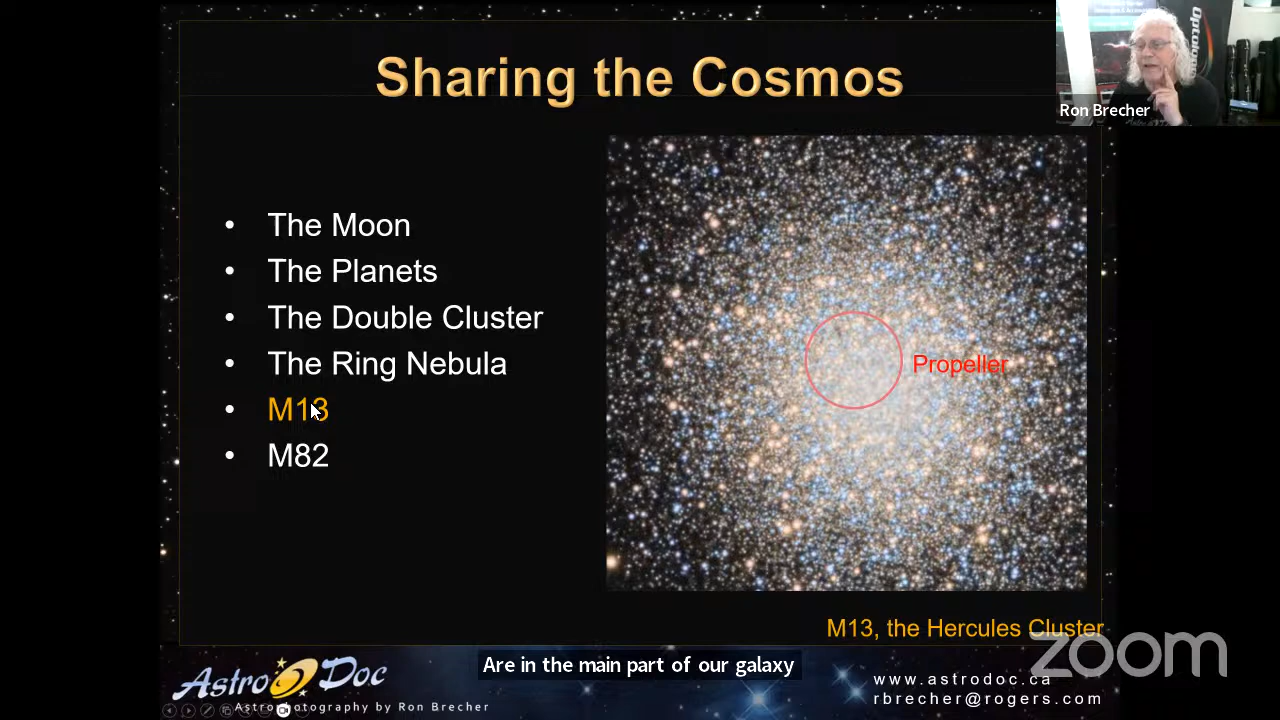 Sharing the Cosmos
Optolong
Ron Brecher
• The Moon
• The Planets
• The Double Cluster
• The Ring Nebula
• M13
• M82
Propeller
M13, the Hercules Cluster
zoom
Astro Doc
Astrophotography by Ron Brecher
Are in the main part of our galaxy
www.astrodoc.ca
rbrecher@rogers.com